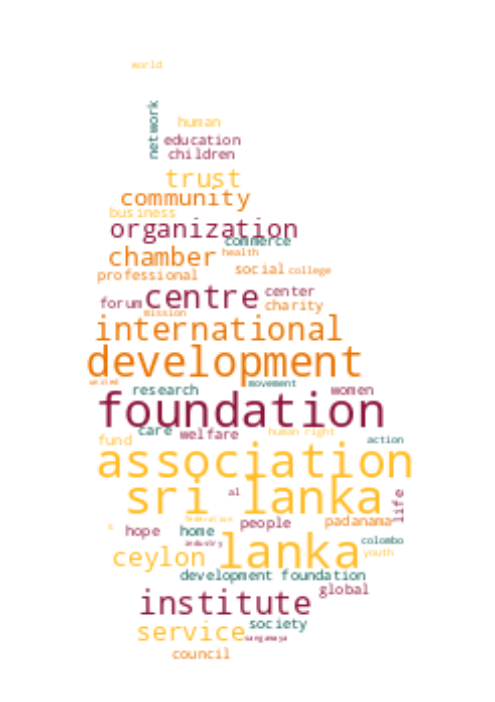 world
network
human
education
children
trust
community
business
organization
commerce
chamber
health
social college
professional
center
forum centre
charity
mission
international
development
united
movement
research
women
foundation
care welfare
human right
fund
action
association
sri lanka
al
life
federation
padanama
people
hope home
colombo
industry
ceylon lanka
youth
development foundation
global
institute
society
service
sangamaya
council